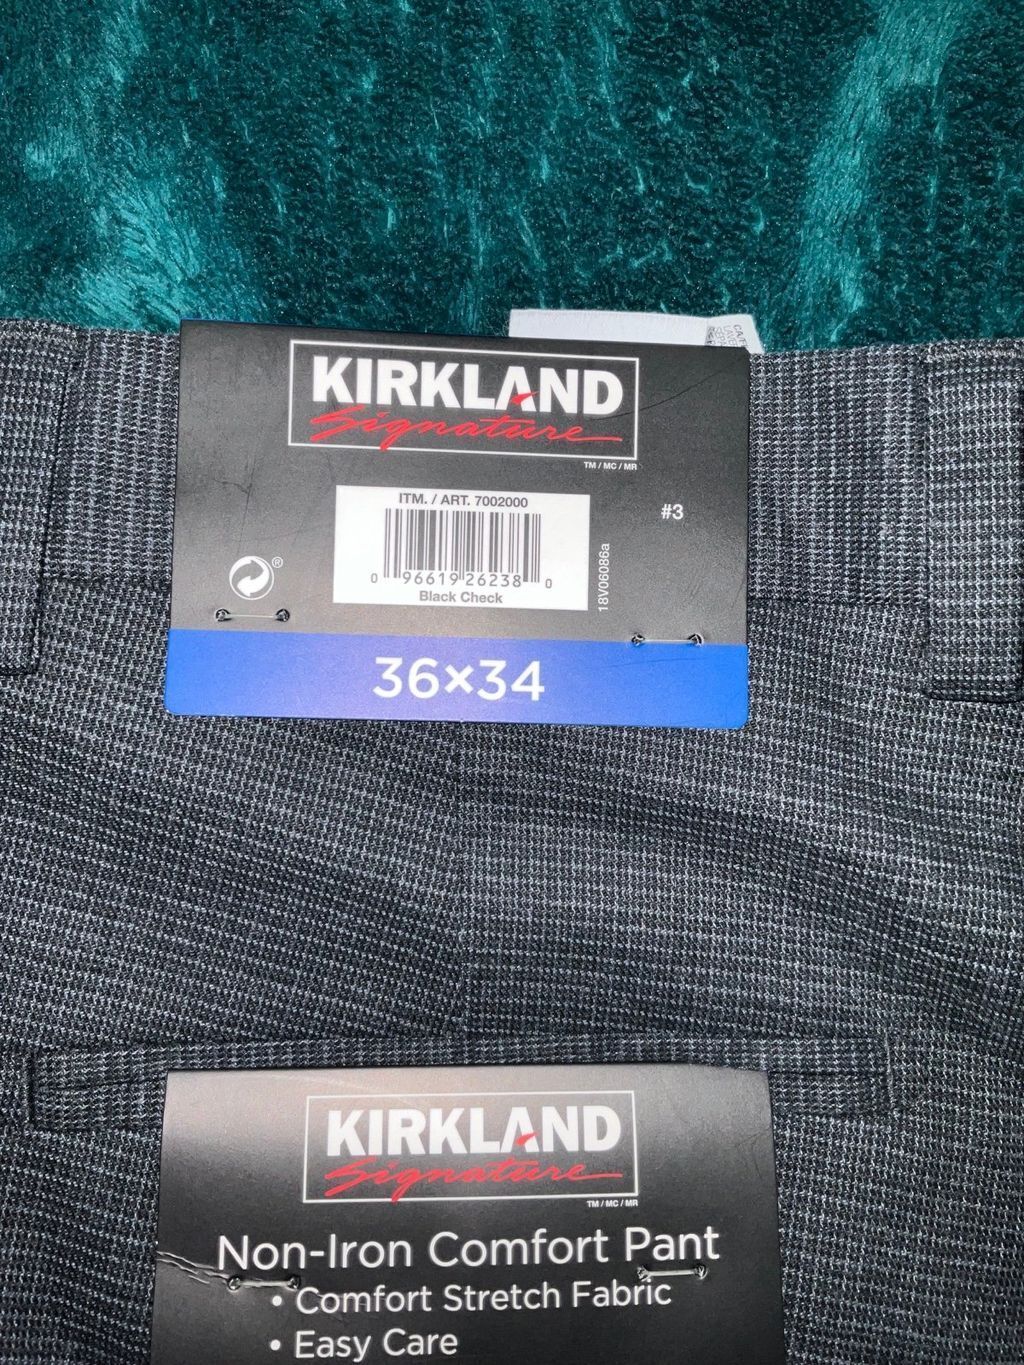 KIRKLAND
Signature
TM / MC / MR
ITM. / ART. 7002000
#3
0 96619 26238 0
Black Check
18V06086a
®
36×34
KIRKLAND
Signature
TM / MC / MR
Non-Iron Comfort Pant
• Comfort Stretch Fabric
• Easy Care